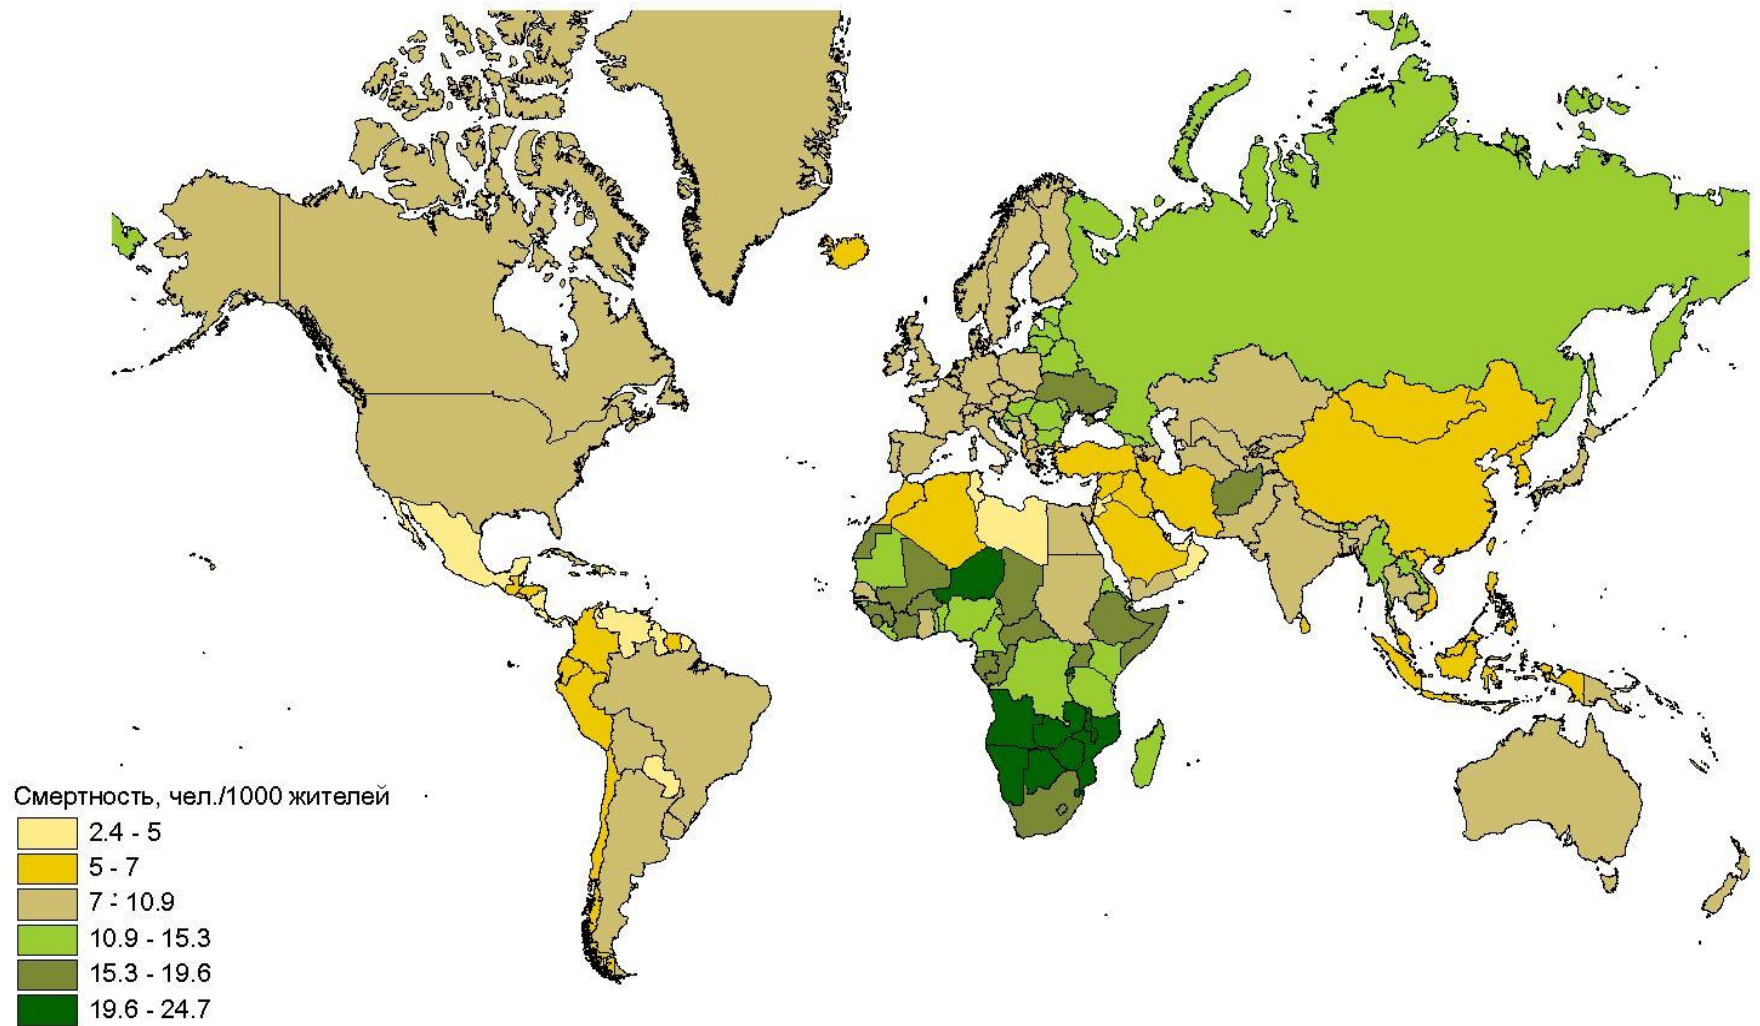 Смертность, чел./1000 жителей
2.4 - 5
5 - 7
7 - 10.9
10.9 - 15.3
15.3 - 19.6
19.6 - 24.7